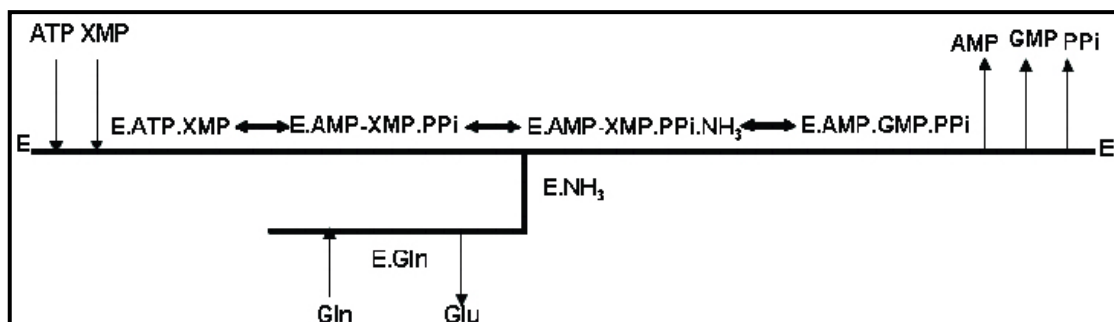 ATP XMP
AMP GMP PPi
E.ATP.XMP E.AMP-XMP.PPi E.AMP-XMP.PPi.NH₃ E.AMP.GMP.PPi
E E
E.NH₃
E.Gln
Gln Glu